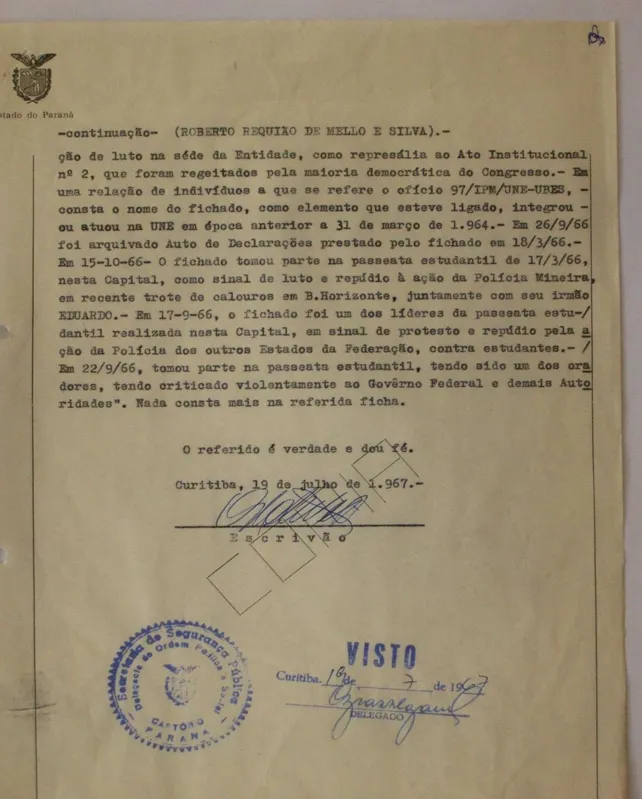 stado do Paraná
-continuação- (ROBERTO REQUIÃO DE MELLO E SILVA).-
ção de luto na séde da Entidade, como represália ao Ato Institucional
nº 2, que foram regeitados pela maioria democrática do Congresso.- Em
uma relação de indivíduos a que se refere o ofício 97/IPM/UNE-UBES, -
consta o nome do fichado, como elemento que esteve ligado, integrou -
ou atuou na UNE em época anterior a 31 de março de 1.964.- Em 26/9/66
foi arquivado Auto de Declarações prestado pelo fichado em 18/3/66.-
Em 15-10-66- O fichado tomou parte na passeata estudantil de 17/3/66,
nesta Capital, como sinal de luto e repúdio à ação da Polícia Mineira,
em recente trote de calouros em B.Horizonte, juntamente com seu irmão
EDUARDO.- Em 17-9-66, o fichado foi um dos líderes da passeata estu-/
dantil realizada nesta Capital, em sinal de protesto e repúdio pela a
ção da Polícia dos outros Estados da Federação, contra estudantes.- /
Em 22/9/66, tomou parte na passeata estudantil, tendo sido um dos ora
dores, tendo criticado violentamente ao Govêrno Federal e demais Auto
ridades". Nada consta mais na referida ficha.
O referido é verdade e dou fé.
Curitiba, 19 de julho de 1.967.-
Escrivão
COPIA
Secretaria de Segurança Pública
Delegacia de Ordem Política e Social
CARTÓRIO
PARANÁ
VISTO
Curitiba. 19 de 7 de 1967
DELEGADO